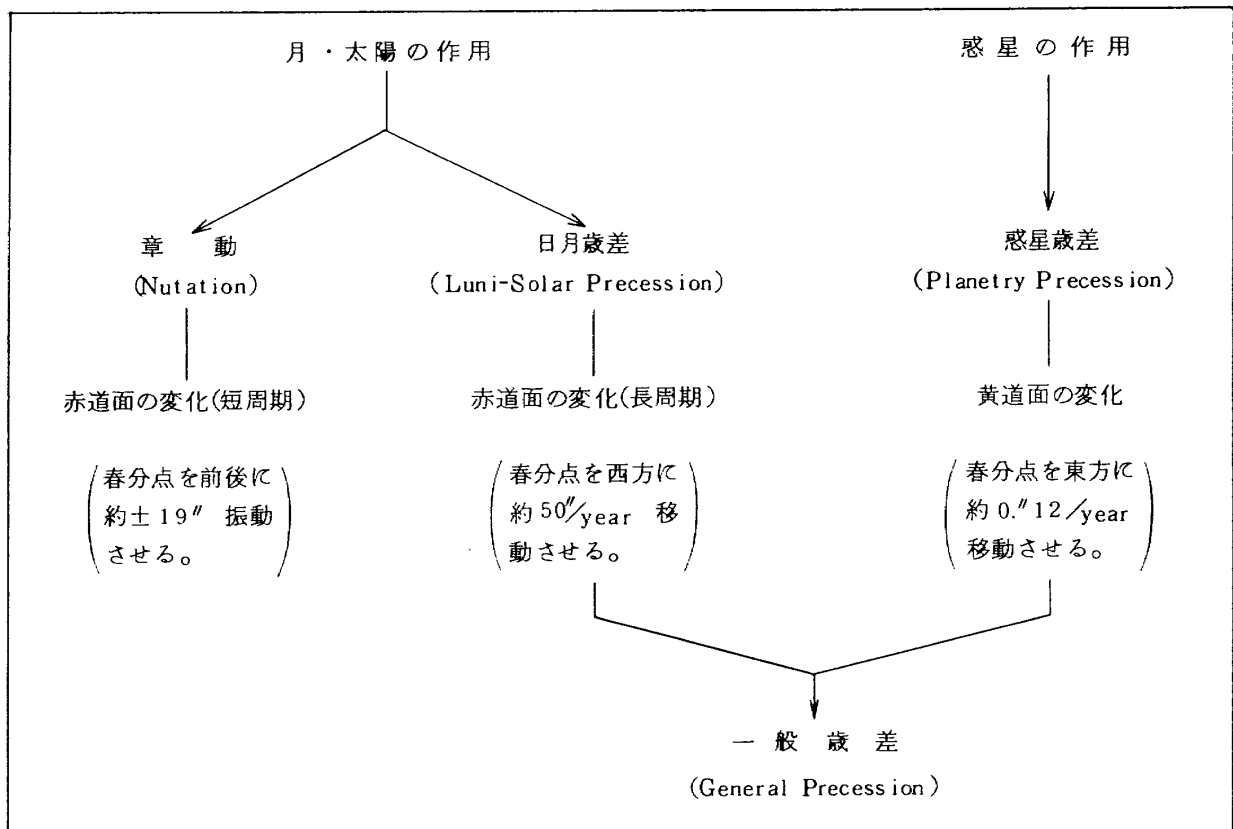 月・太陽の作用
惑星の作用
章 動
(Nutation)
日月歳差
(Luni-Solar Precession)
惑星歳差
(Planetry Precession)
赤道面の変化(短周期)
赤道面の変化(長周期)
黄道面の変化
春分点を前後に
約±19″ 振動
させる。
春分点を西方に
約50″/year 移
動させる。
春分点を東方に
約0.″12/year
移動させる。
一般歳差
(General Precession)